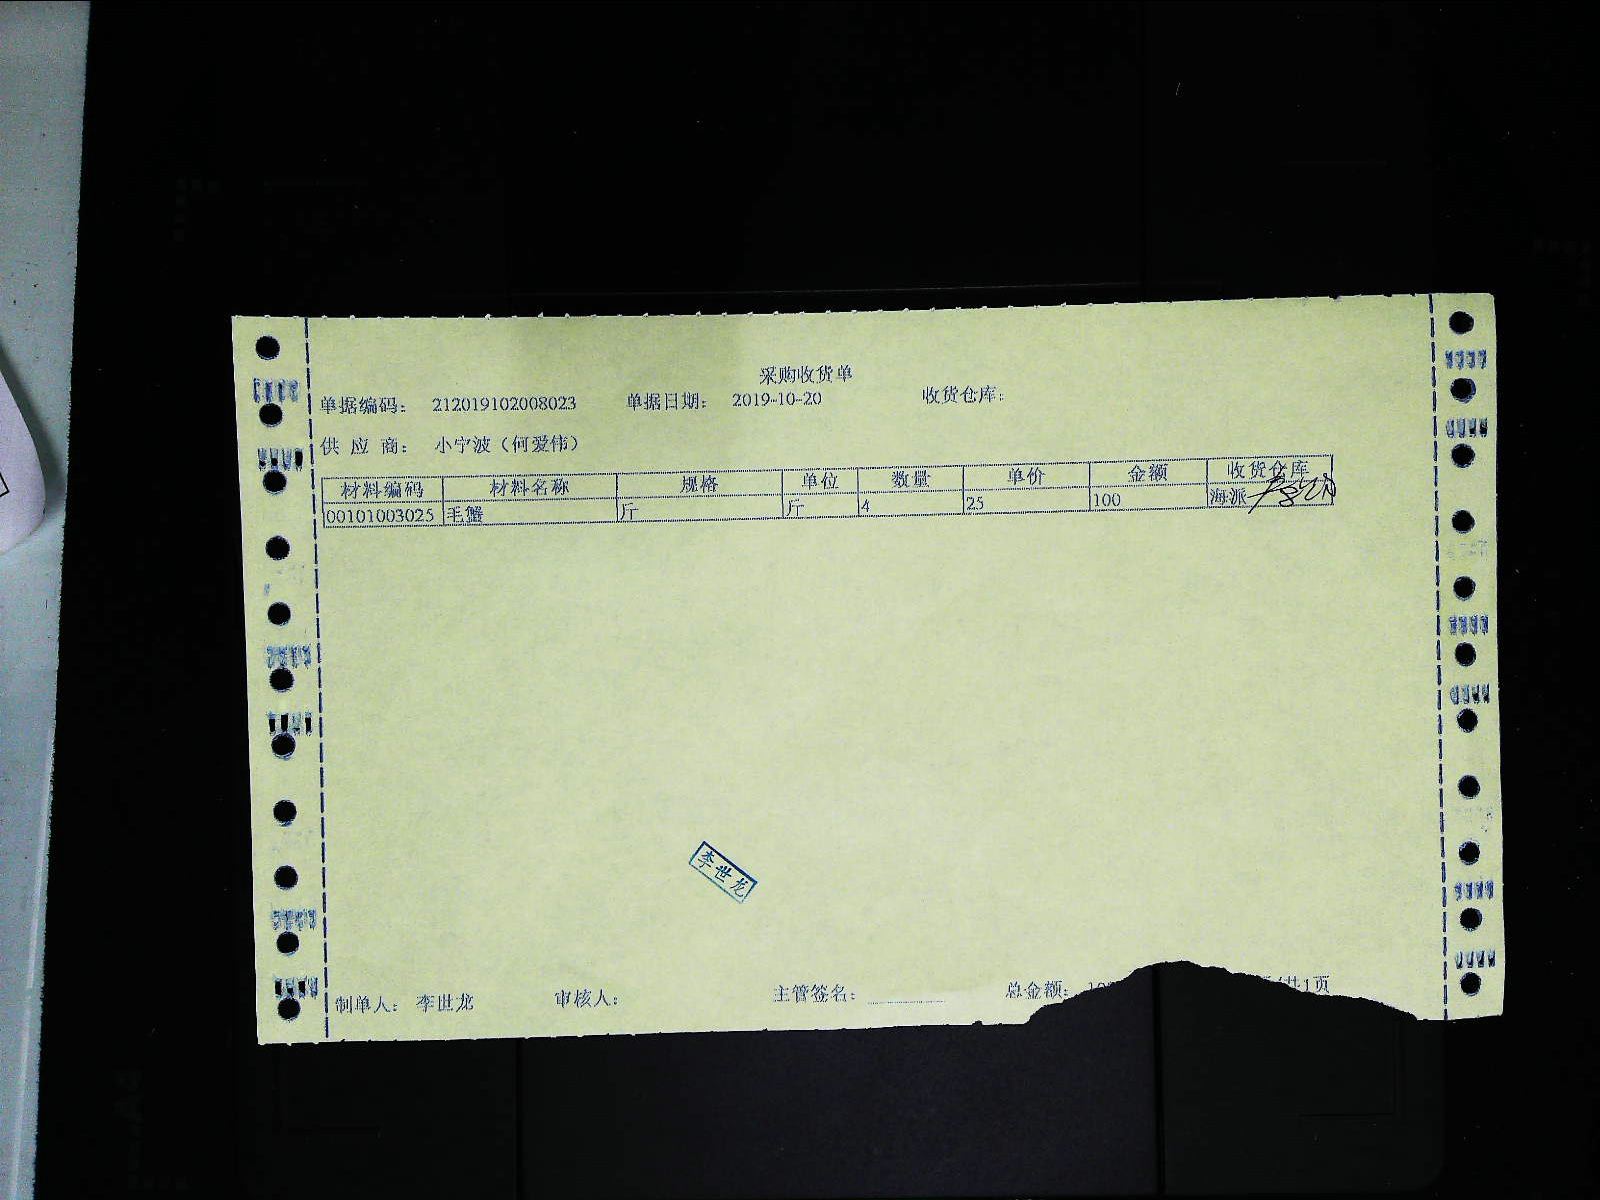 采购收货单
单据编码： 212019102008023 单据日期： 2019-10-20 收货仓库：
供 应 商： 小宁波（何爱伟）
材料编码 材料名称 规格 单位 数量 单价 金额 收货仓库
00101003025 毛蟹 斤 斤 4 25 100 海派
李世龙
制单人： 李世龙 审核人： 主管签名： 总金额： 共1页